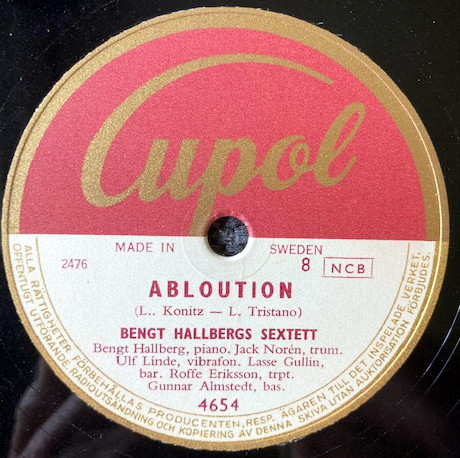 Cupol
MADE IN SWEDEN
2476 8 NCB
ABLOUTION
(L. Konitz — L. Tristano)
BENGT HALLBERGS SEXTETT
Bengt Hallberg, piano. Jack Norén, trum.
Ulf Linde, vibrafon. Lasse Gullin,
bar. Roffe Eriksson, trpt.
Gunnar Almstedt, bas.
4654
ALLA RÄTTIGHETER FÖRBEHÅLLAS PRODUCENTEN, RESP. ÄGAREN TILL DET INSPELADE VERKET.
OFFENTLIGT UTFÖRANDE, RADIOUTSÄNDNING OCH KOPIERING AV DENNA SKIVA UTAN AUKTORISATION FÖRBJUDES.